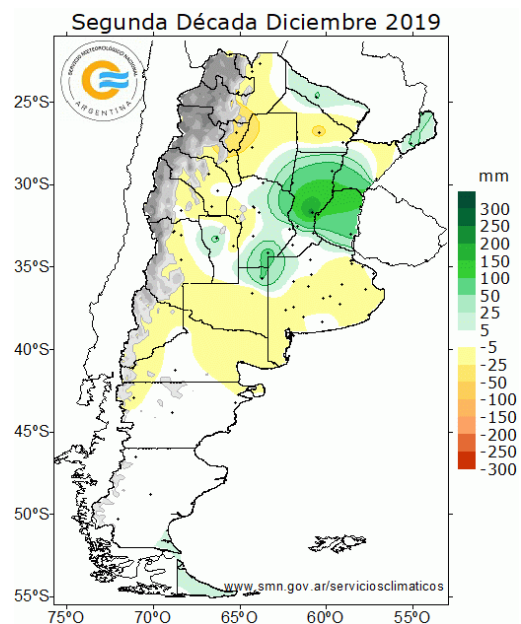 Segunda Década Diciembre 2019
SERVICIO METEOROLÓGICO NACIONAL
ARGENTINA
25°S
30°S
35°S
40°S
45°S
50°S
55°S
75°O 70°O 65°O 60°O 55°O
www.smn.gov.ar/serviciosclimaticos
mm
300
250
200
150
100
50
25
5
-5
-25
-50
-100
-150
-200
-250
-300